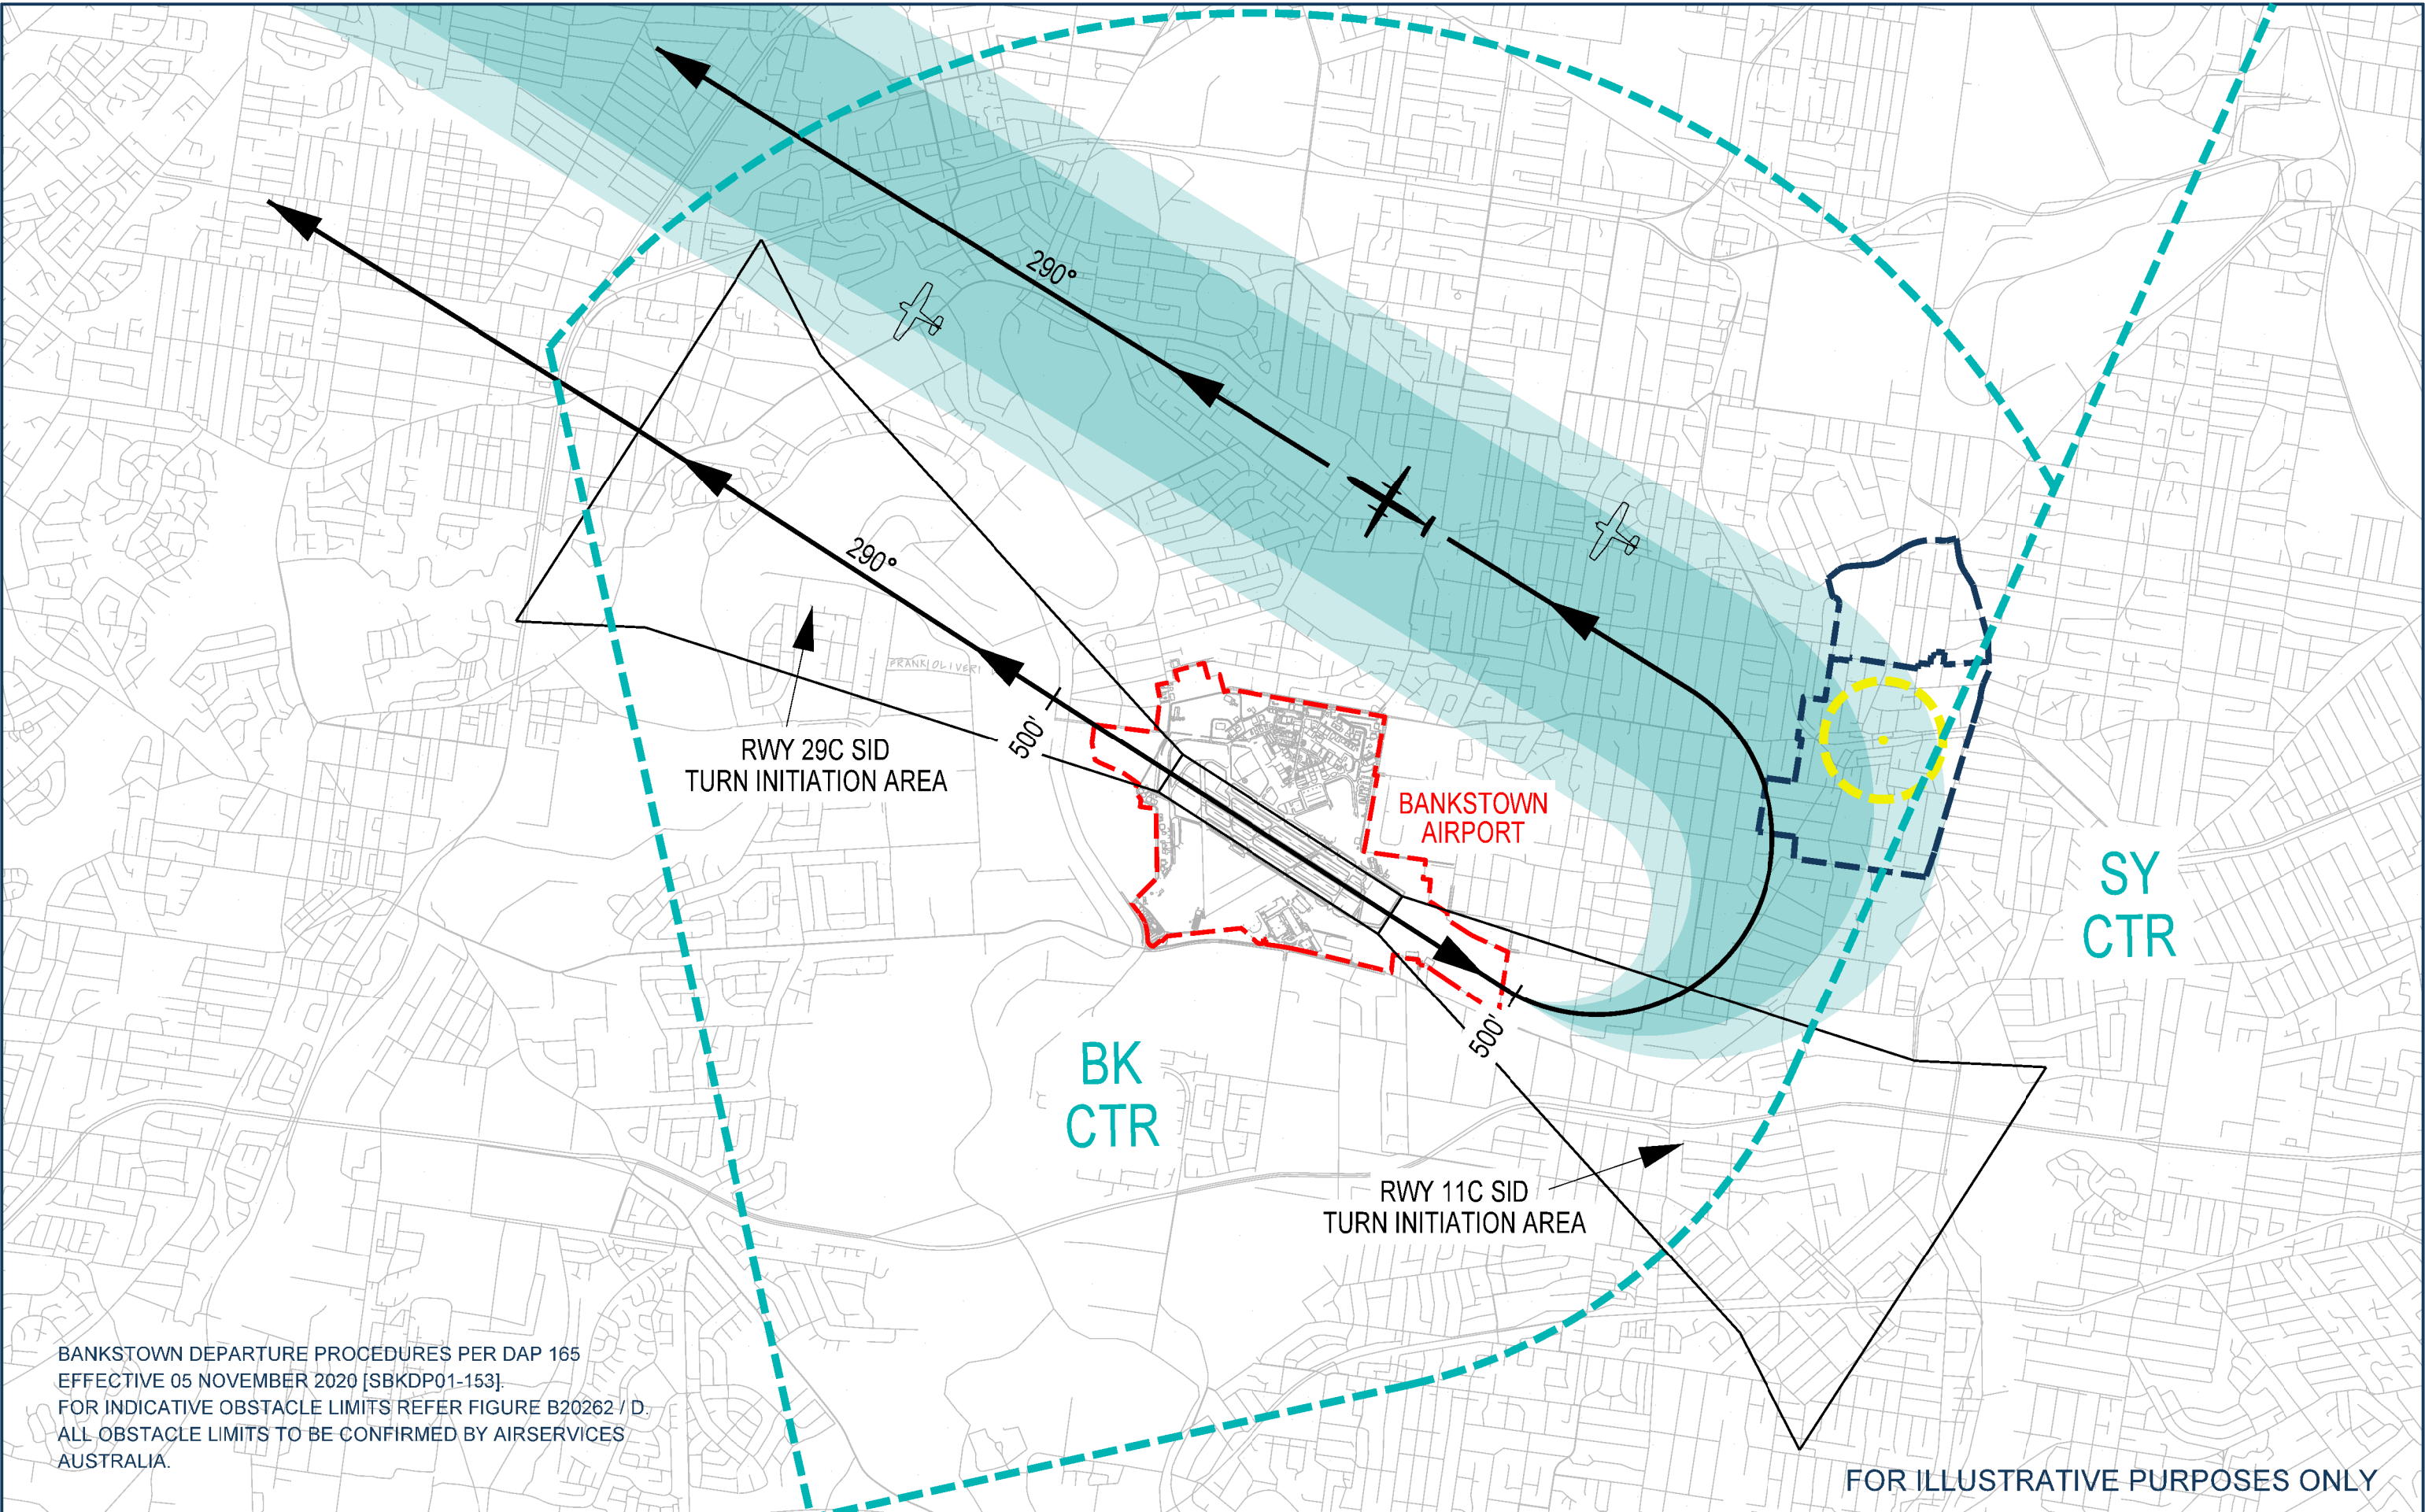 290°
290°
FRANK OLIVERI
RWY 29C SID
TURN INITIATION AREA
500'
BANKSTOWN
AIRPORT
SY
CTR
500'
BK
CTR
RWY 11C SID
TURN INITIATION AREA
BANKSTOWN DEPARTURE PROCEDURES PER DAP 165
EFFECTIVE 05 NOVEMBER 2020 [SBKDP01-153].
FOR INDICATIVE OBSTACLE LIMITS REFER FIGURE B20262 / D.
ALL OBSTACLE LIMITS TO BE CONFIRMED BY AIRSERVICES
AUSTRALIA.
FOR ILLUSTRATIVE PURPOSES ONLY